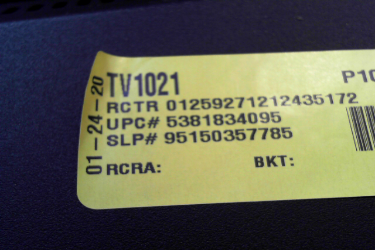 01-24-20
TV1021
P10
RCTR 01259271212435172
UPC# 5381834095
SLP# 95150357785
RCRA: BKT: